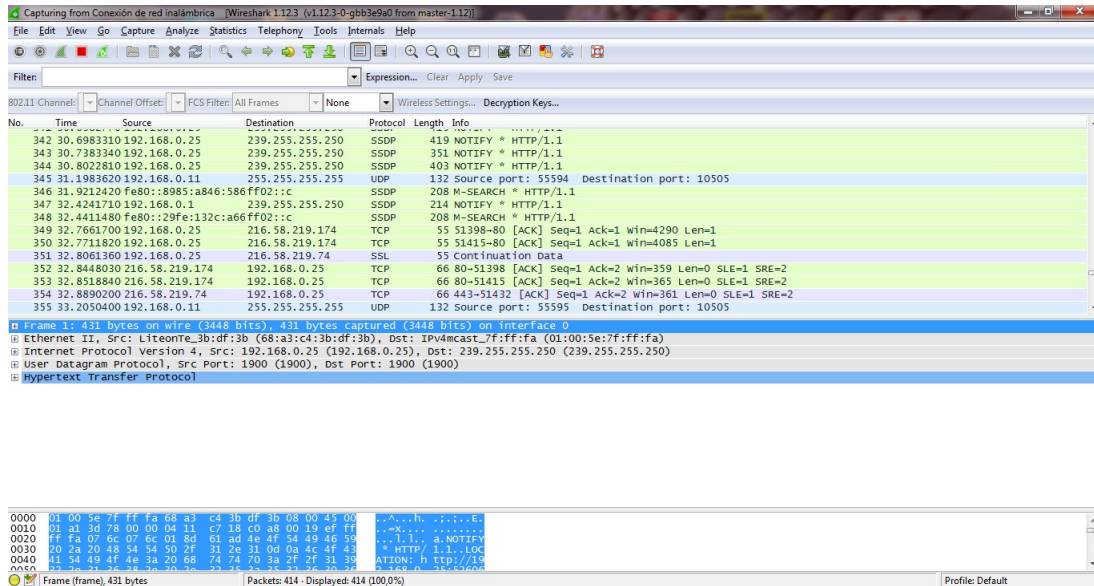 Capturing from Conexión de red inalámbrica [Wireshark 1.12.3 (v1.12.3-0-gbb3e9a0 from master-1.12)]
File Edit View Go Capture Analyze Statistics Telephony Tools Internals Help
Filter: Expression... Clear Apply Save
802.11 Channel: Channel Offset: FCS Filter: All Frames None Wireless Settings... Decryption Keys...
No. Time Source Destination Protocol Length Info
342 30.6983310 192.168.0.25 239.255.255.250 SSDP 419 NOTIFY * HTTP/1.1
343 30.7383340 192.168.0.25 239.255.255.250 SSDP 351 NOTIFY * HTTP/1.1
344 30.8022810 192.168.0.25 239.255.255.250 SSDP 403 NOTIFY * HTTP/1.1
345 31.1983620 192.168.0.11 255.255.255.255 UDP 132 Source port: 55594 Destination port: 10505
346 31.9212420 fe80::8985:a846:586ff02::c SSDP 208 M-SEARCH * HTTP/1.1
347 32.4241710 192.168.0.1 239.255.255.250 SSDP 214 NOTIFY * HTTP/1.1
348 32.4411480 fe80::29fe:132c:a66ff02::c SSDP 208 M-SEARCH * HTTP/1.1
349 32.7661700 192.168.0.25 216.58.219.174 TCP 55 51398→80 [ACK] Seq=1 Ack=1 Win=4290 Len=1
350 32.7711820 192.168.0.25 216.58.219.174 TCP 55 51415→80 [ACK] Seq=1 Ack=1 Win=4085 Len=1
351 32.8061360 192.168.0.25 216.58.219.74 SSL 55 Continuation Data
352 32.8448030 216.58.219.174 192.168.0.25 TCP 66 80→51398 [ACK] Seq=1 Ack=2 Win=359 Len=0 SLE=1 SRE=2
353 32.8518840 216.58.219.174 192.168.0.25 TCP 66 80→51415 [ACK] Seq=1 Ack=2 Win=365 Len=0 SLE=1 SRE=2
354 32.8890200 216.58.219.74 192.168.0.25 TCP 66 443→51432 [ACK] Seq=1 Ack=2 Win=361 Len=0 SLE=1 SRE=2
355 33.2050400 192.168.0.11 255.255.255.255 UDP 132 Source port: 55595 Destination port: 10505
Frame 1: 431 bytes on wire (3448 bits), 431 bytes captured (3448 bits) on interface 0
Ethernet II, Src: LiteonTe_3b:df:3b (68:a3:c4:3b:df:3b), Dst: IPv4mcast_7f:ff:fa (01:00:5e:7f:ff:fa)
Internet Protocol Version 4, Src: 192.168.0.25 (192.168.0.25), Dst: 239.255.255.250 (239.255.255.250)
User Datagram Protocol, Src Port: 1900 (1900), Dst Port: 1900 (1900)
Hypertext Transfer Protocol
0000 01 00 5e 7f ff fa 68 a3 c4 3b df 3b 08 00 45 00 ..^...h. .;.;..E.
0010 01 a1 3d 78 00 00 04 11 c7 18 c0 a8 00 19 ef ff ..=x.... ........
0020 ff fa 07 6c 07 6c 01 8d 61 ad 4e 4f 54 49 46 59 ...l.l.. a.NOTIFY
0030 20 2a 20 48 54 54 50 2f 31 2e 31 0d 0a 4c 4f 43 * HTTP/ 1.1..LOC
0040 41 54 49 4f 4e 3a 20 68 74 74 70 3a 2f 2f 31 39 ATION: h ttp://19
Frame (frame), 431 bytes Packets: 414 · Displayed: 414 (100,0%) Profile: Default